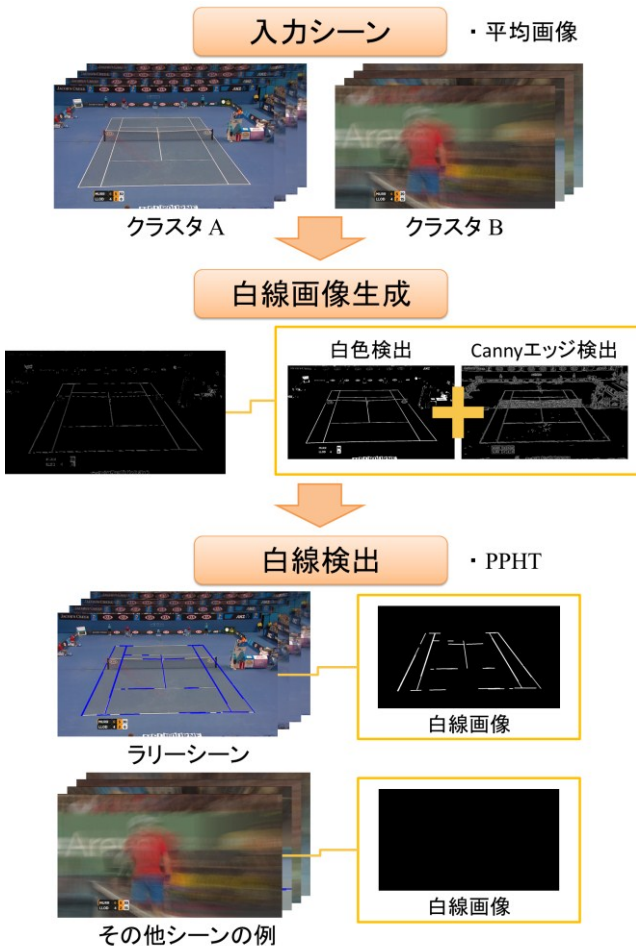 入力シーン
・平均画像
Arena
クラスタ A
クラスタ B
白線画像生成
白色検出
Cannyエッジ検出
白線検出
・PPHT
白線画像
ラリーシーン
Arena
白線画像
その他シーンの例